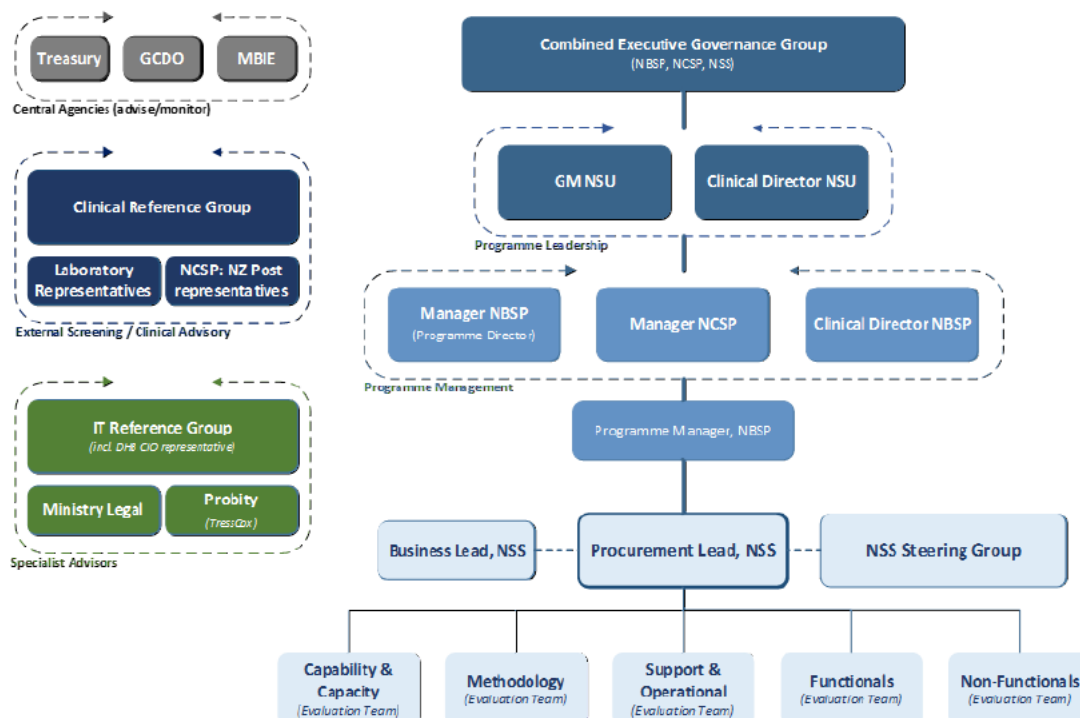 Treasury
GCDO
MBIE
Central Agencies (advise/monitor)
Clinical Reference Group
Laboratory
Representatives
NCSP: NZ Post
representatives
External Screening / Clinical Advisory
IT Reference Group
(incl. DHB CIO representative)
Ministry Legal
Probity
(TressCox)
Specialist Advisors
Combined Executive Governance Group
(NBSP, NCSP, NSS)
GM NSU
Clinical Director NSU
Programme Leadership
Manager NBSP
(Programme Director)
Manager NCSP
Clinical Director NBSP
Programme Management
Programme Manager, NBSP
Business Lead, NSS
Procurement Lead, NSS
NSS Steering Group
Capability &
Capacity
(Evaluation Team)
Methodology
(Evaluation Team)
Support &
Operational
(Evaluation Team)
Functionals
(Evaluation Team)
Non-Functionals
(Evaluation Team)